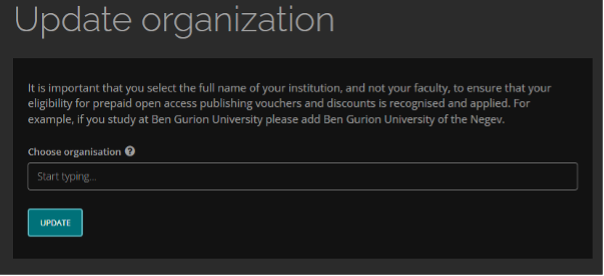 Update organization
It is important that you select the full name of your institution, and not your faculty, to ensure that your
eligibility for prepaid open access publishing vouchers and discounts is recognised and applied. For
example, if you study at Ben Gurion University please add Ben Gurion University of the Negev.
Choose organisation ?
Start typing...
UPDATE